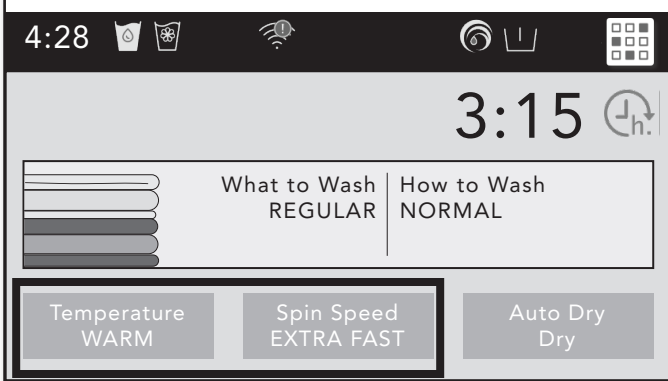 4:28
3:15 h.
What to Wash How to Wash
REGULAR NORMAL
Temperature Spin Speed Auto Dry
WARM EXTRA FAST Dry